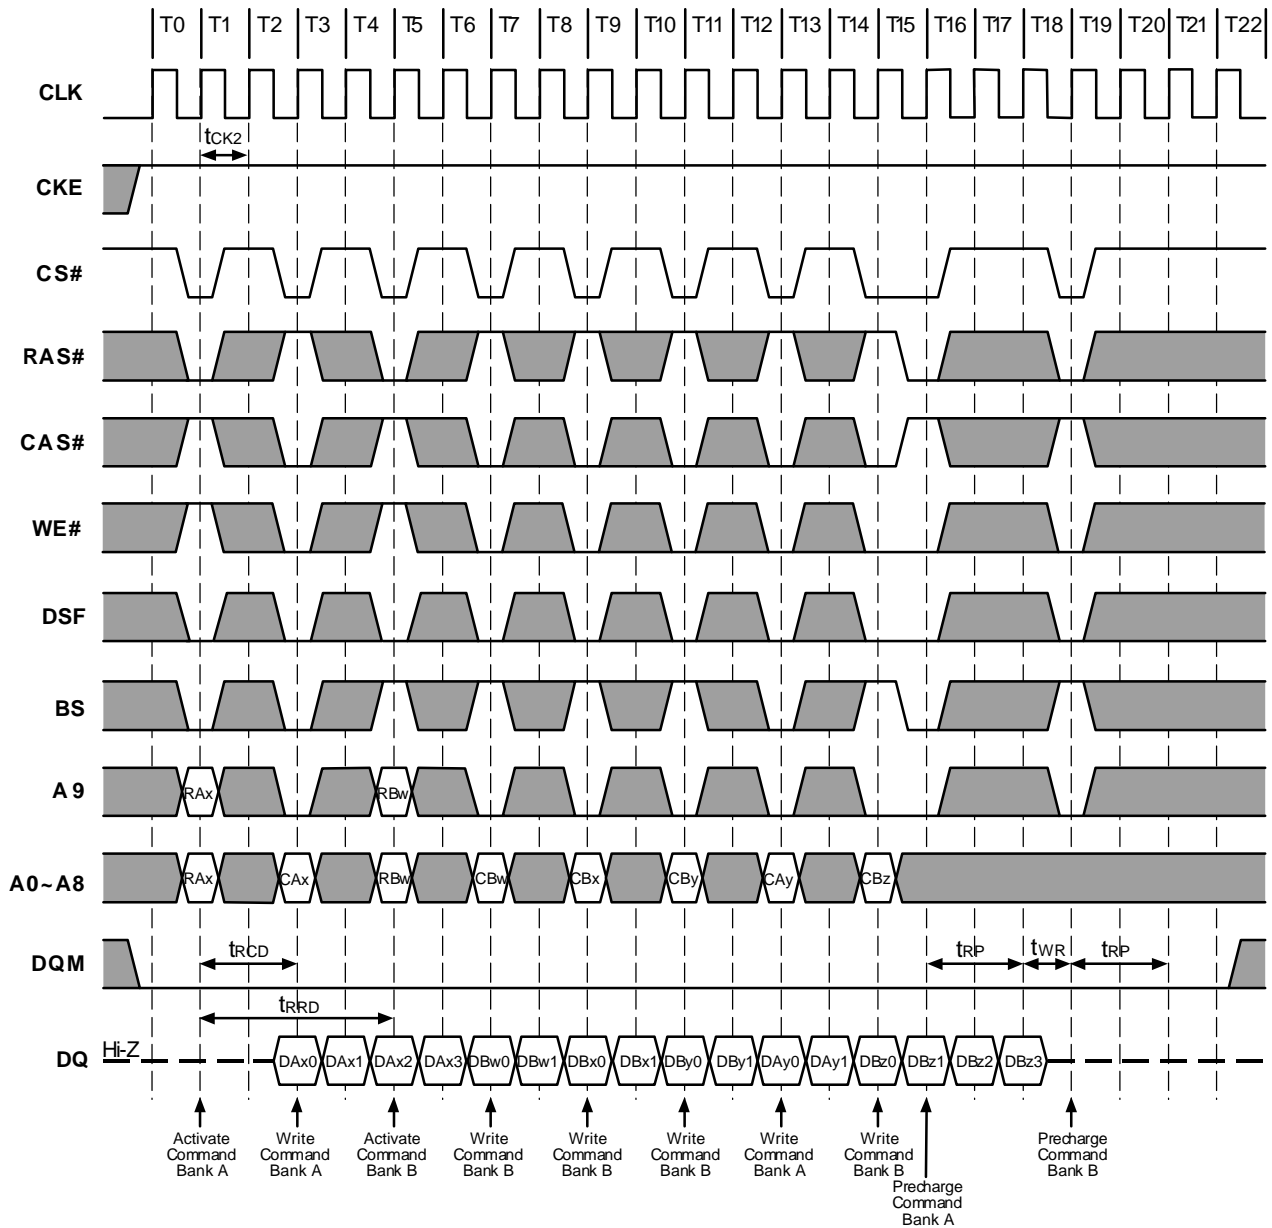 T0 T1 T2 T3 T4 T5 T6 T7 T8 T9 T10 T11 T12 T13 T14 T15 T16 T17 T18 T19 T20 T21 T22
CLK
tCK2
CKE
CS#
RAS#
CAS#
WE#
DSF
BS
A9 RAx RBw
A0~A8 RAx CAx RBw CBw CBx CBy CAy CBz
DQM tRCD tRP tWR tRP
tRRD
DQ Hi-Z DAx0 DAx1 DAx2 DAx3 DBw0 DBw1 DBx0 DBx1 DBy0 DBy1 DAy0 DAy1 DBz0 DBz1 DBz2 DBz3
Activate
Command
Bank A
Write
Command
Bank A
Activate
Command
Bank B
Write
Command
Bank B
Write
Command
Bank B
Write
Command
Bank B
Write
Command
Bank A
Write
Command
Bank B
Precharge
Command
Bank A
Precharge
Command
Bank B